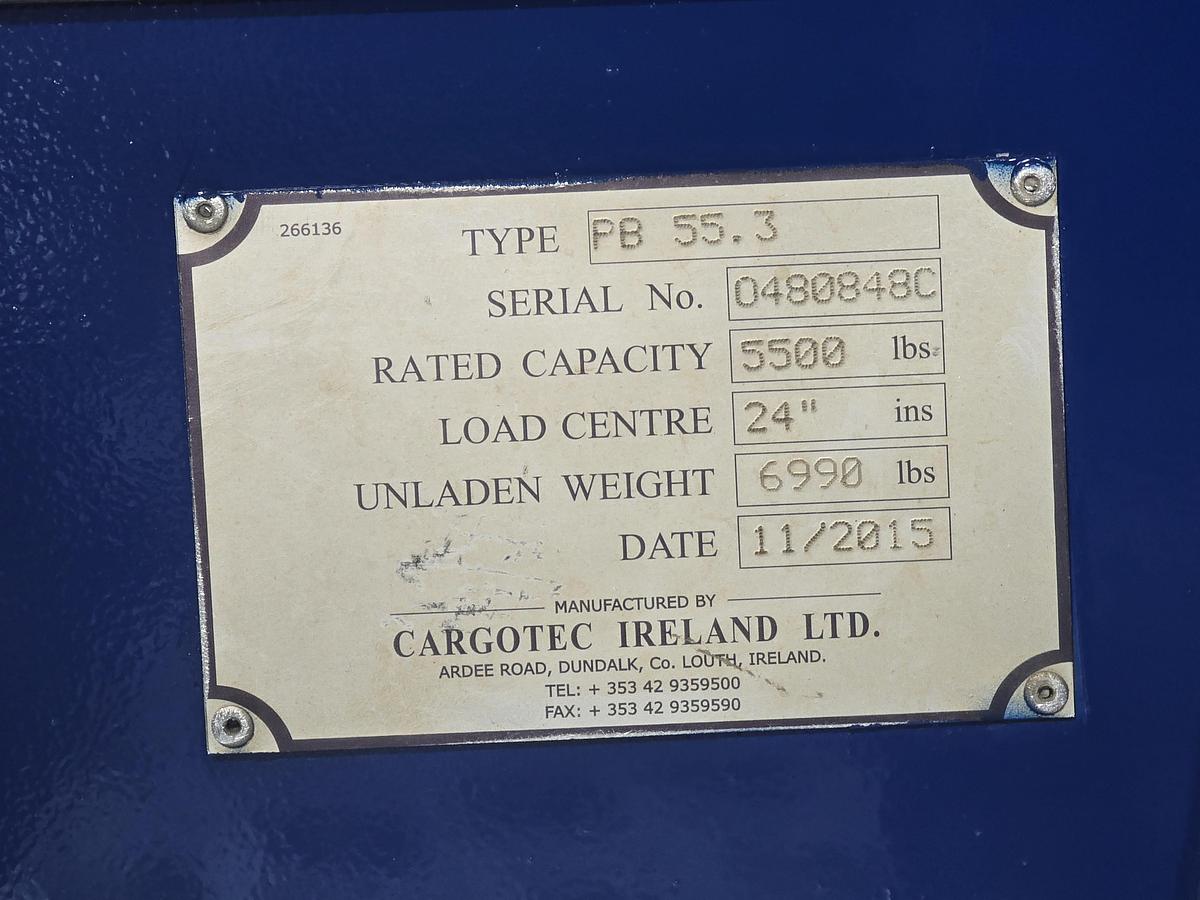 266136
TYPE PB 55.3
SERIAL No. 0480848C
RATED CAPACITY 5500 lbs
LOAD CENTRE 24" ins
UNLADEN WEIGHT 6990 lbs
DATE 11/2015
MANUFACTURED BY
CARGOTEC IRELAND LTD.
ARDEE ROAD, DUNDALK, Co. LOUTH, IRELAND.
TEL: + 353 42 9359500
FAX: + 353 42 9359590